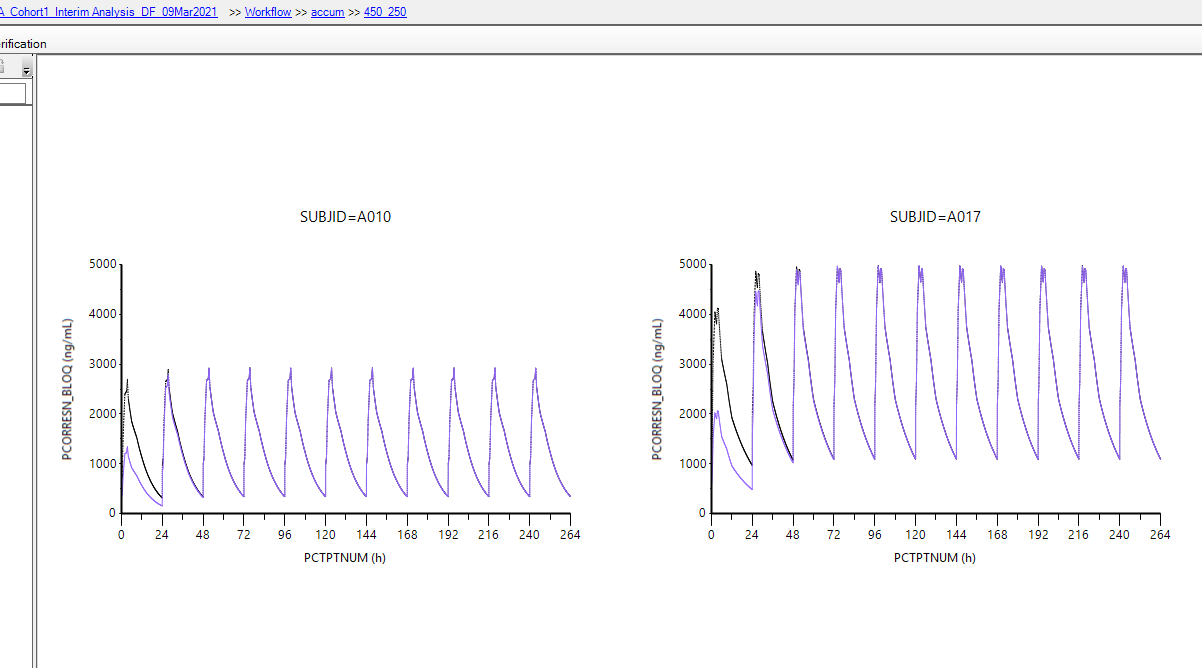 A_Cohort1_Interim Analysis_DF_09Mar2021 >> Workflow >> accum >> 450_250
rification
SUBJID=A010
SUBJID=A017
5000
4000
3000
2000
1000
0
PCORRESN_BLOQ (ng/mL)
0 24 48 72 96 120 144 168 192 216 240 264
PCTPTNUM (h)
5000
4000
3000
2000
1000
0
PCORRESN_BLOQ (ng/mL)
0 24 48 72 96 120 144 168 192 216 240 264
PCTPTNUM (h)